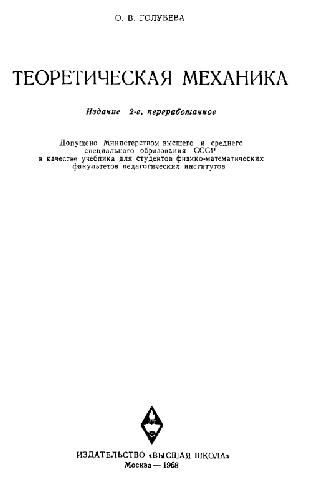 О. В. ГОЛУБЕВА
ТЕОРЕТИЧЕСКАЯ МЕХАНИКА
Издание 2-е, переработанное
Допущено Министерством высшего и среднего
специального образования СССР
в качестве учебника для студентов физико-математических
факультетов педагогических институтов
ИЗДАТЕЛЬСТВО «ВЫСШАЯ ШКОЛА»
Москва — 1968